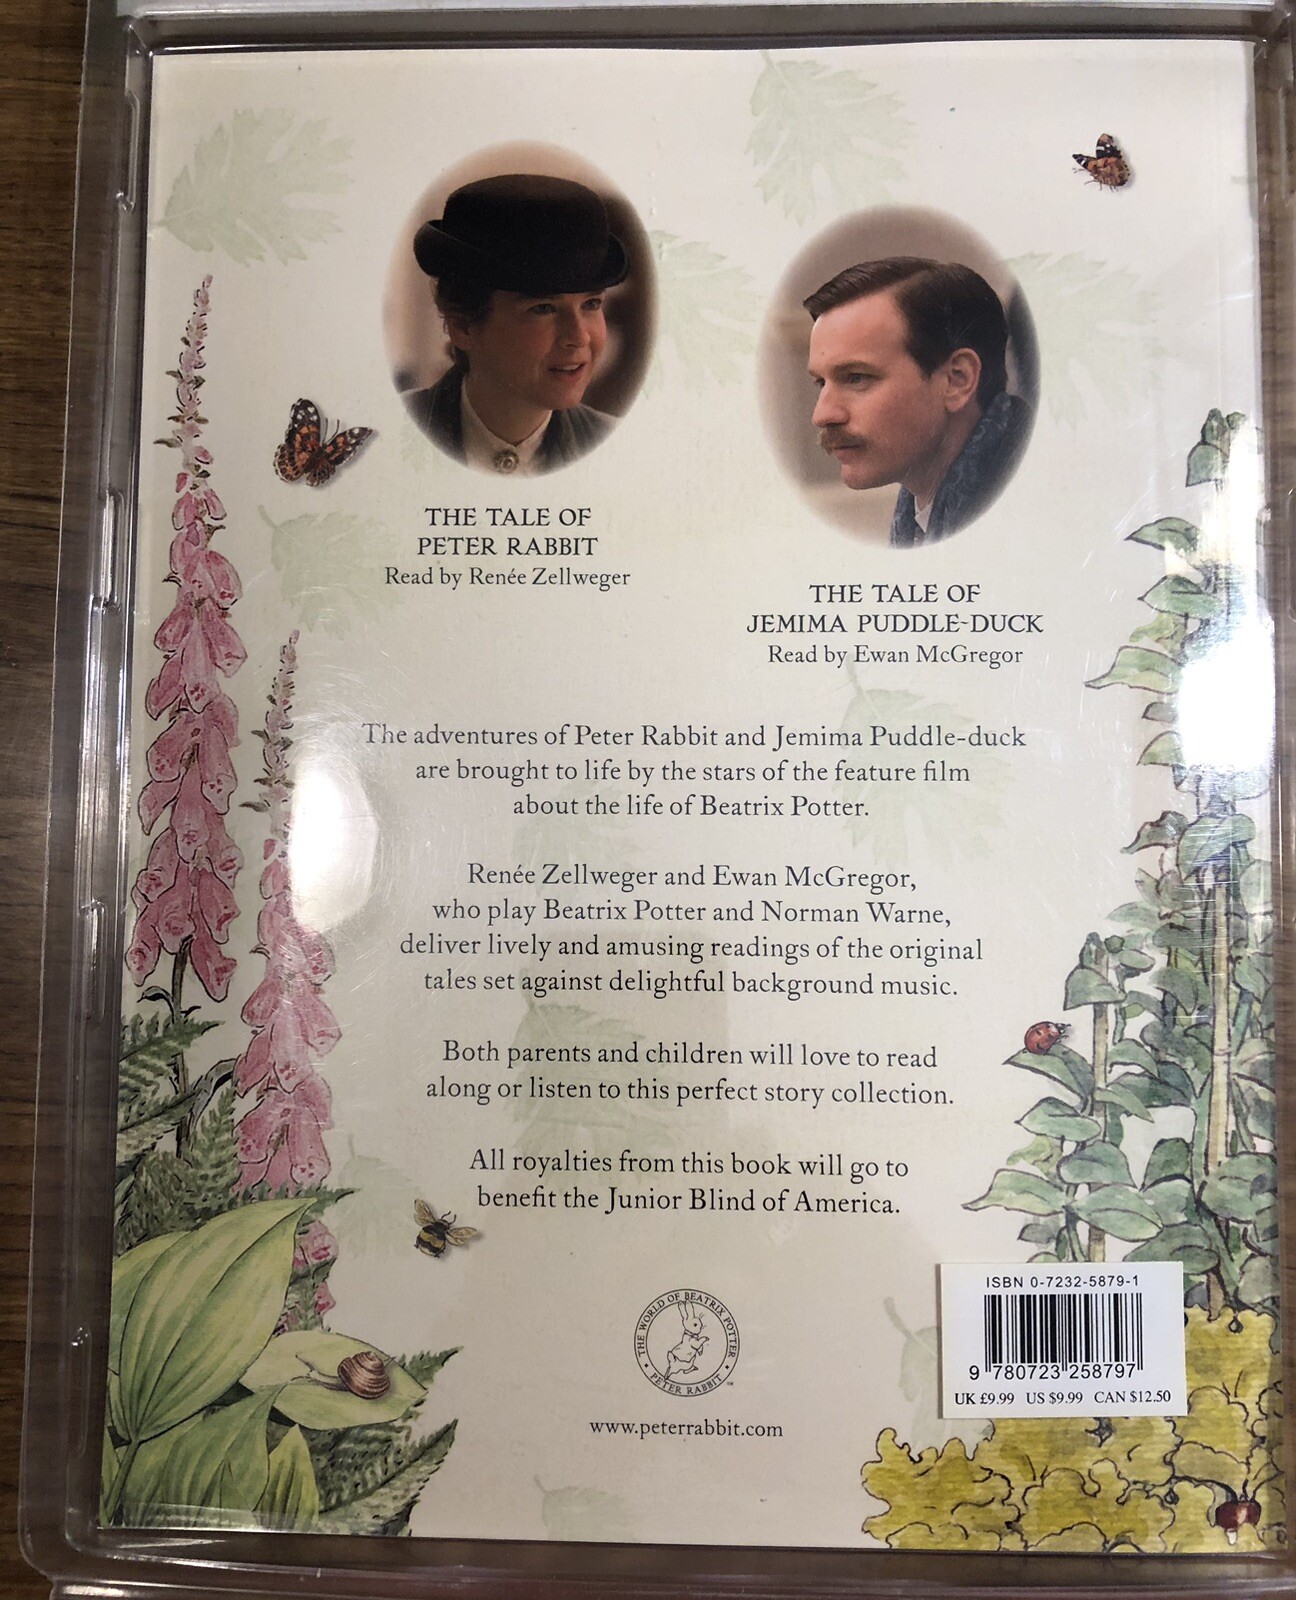 THE TALE OF
PETER RABBIT
Read by Renée Zellweger
THE TALE OF
JEMIMA PUDDLE-DUCK
Read by Ewan McGregor
The adventures of Peter Rabbit and Jemima Puddle-duck
are brought to life by the stars of the feature film
about the life of Beatrix Potter.
Renée Zellweger and Ewan McGregor,
who play Beatrix Potter and Norman Warne,
deliver lively and amusing readings of the original
tales set against delightful background music.
Both parents and children will love to read
along or listen to this perfect story collection.
All royalties from this book will go to
benefit the Junior Blind of America.
THE WORLD OF BEATRIX POTTER
PETER RABBIT ™
www.peterrabbit.com
ISBN 0-7232-5879-1
9 780723 258797
UK £9.99 US $9.99 CAN $12.50